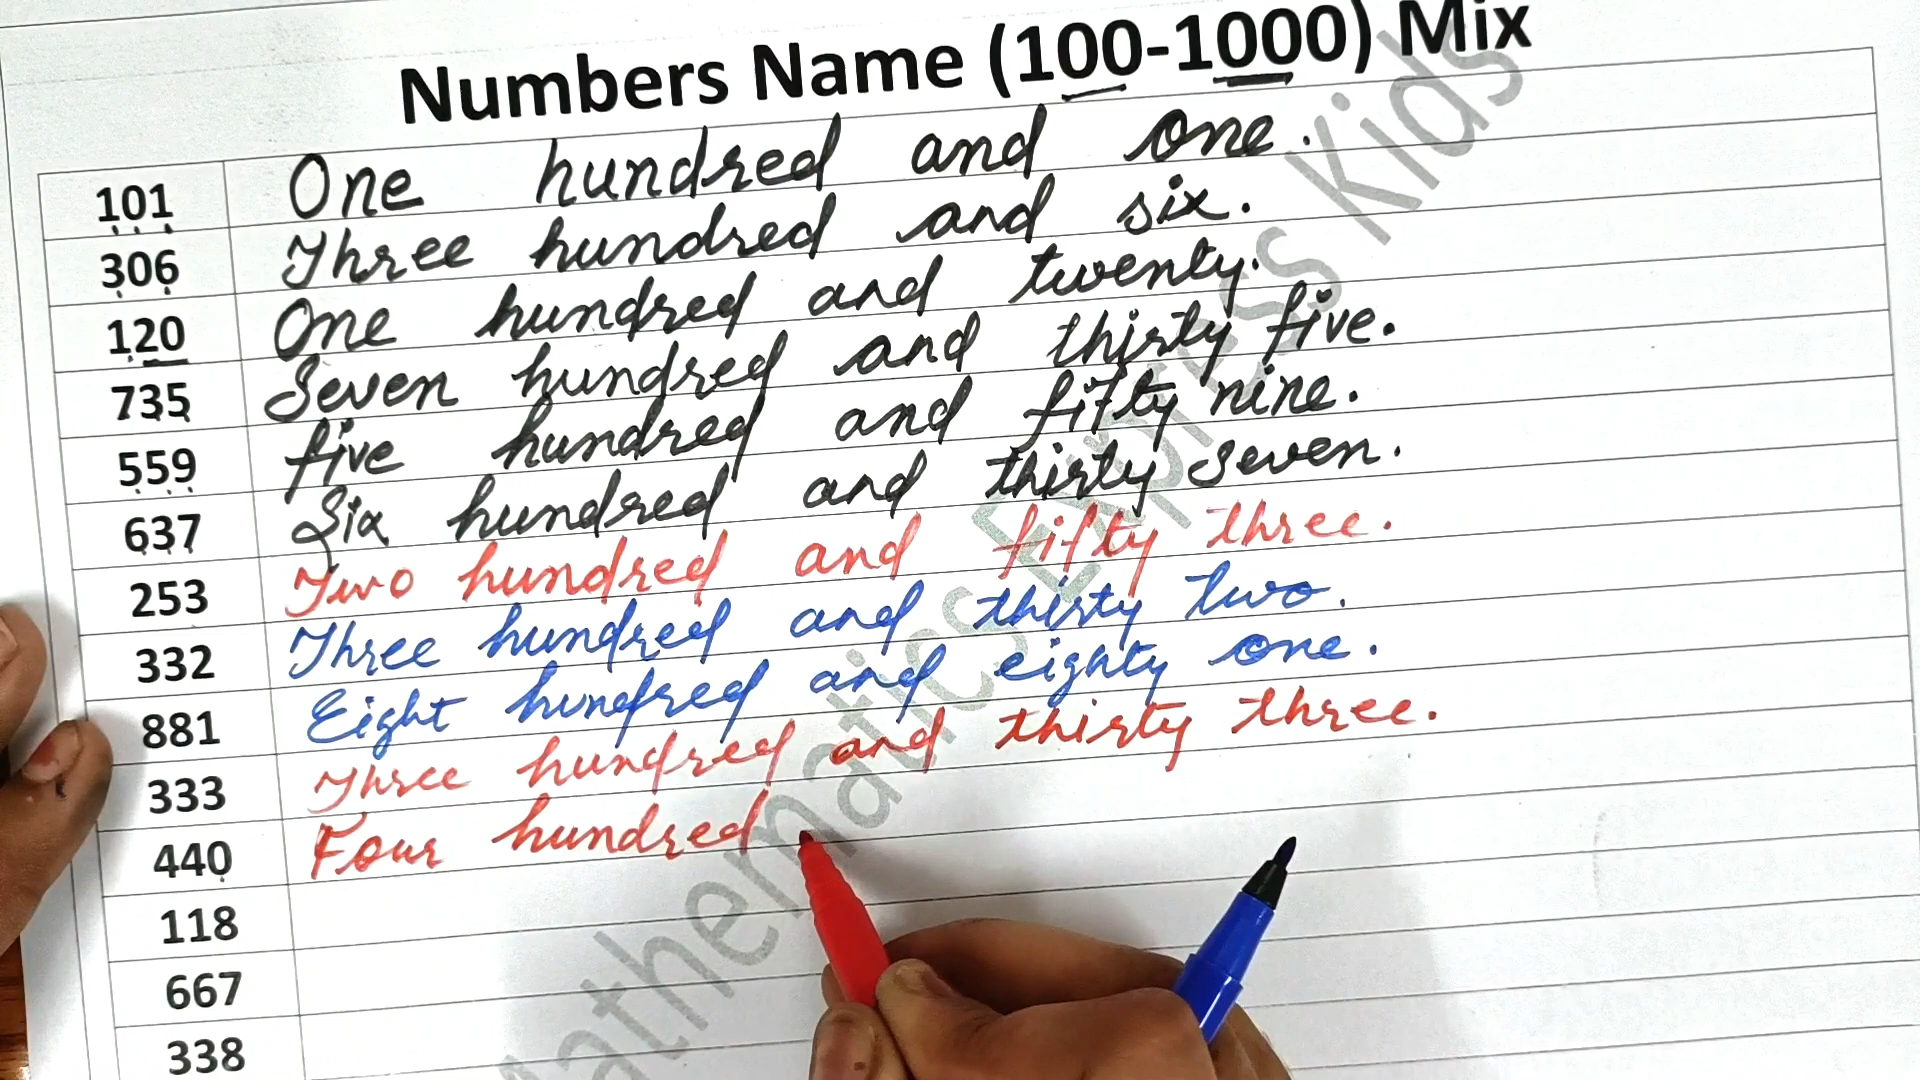 Numbers Name (100-1000) Mix
101 One hundred and one.
306 Three hundred and six.
120 One hundred and twenty.
735 Seven hundred and thirty five.
559 five hundred and fifty nine.
637 Six hundred and thirty seven.
253 Two hundred and fifty three.
332 Three hundred and thirty two.
881 Eight hundred and eighty one.
333 Three hundred and thirty three.
440 Four hundred
118
667
338
Mathematics Express Kids